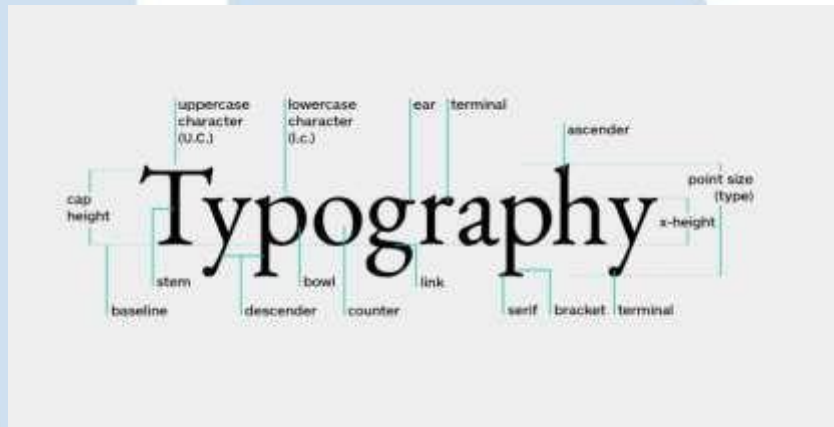 uppercase
character
(U.C.)
lowercase
character
(l.c.)
ear
terminal
ascender
point size
(type)
cap
height
Typography
x-height
stem
bowl
link
baseline
descender
counter
serif
bracket
terminal